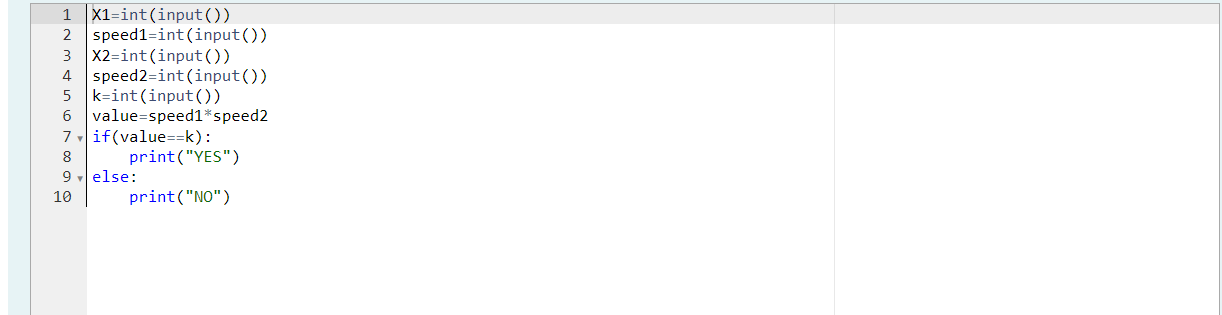 1 X1=int(input())
2 speed1=int(input())
3 X2=int(input())
4 speed2=int(input())
5 k=int(input())
6 value=speed1*speed2
7 if(value==k):
8     print("YES")
9 else:
10     print("NO")